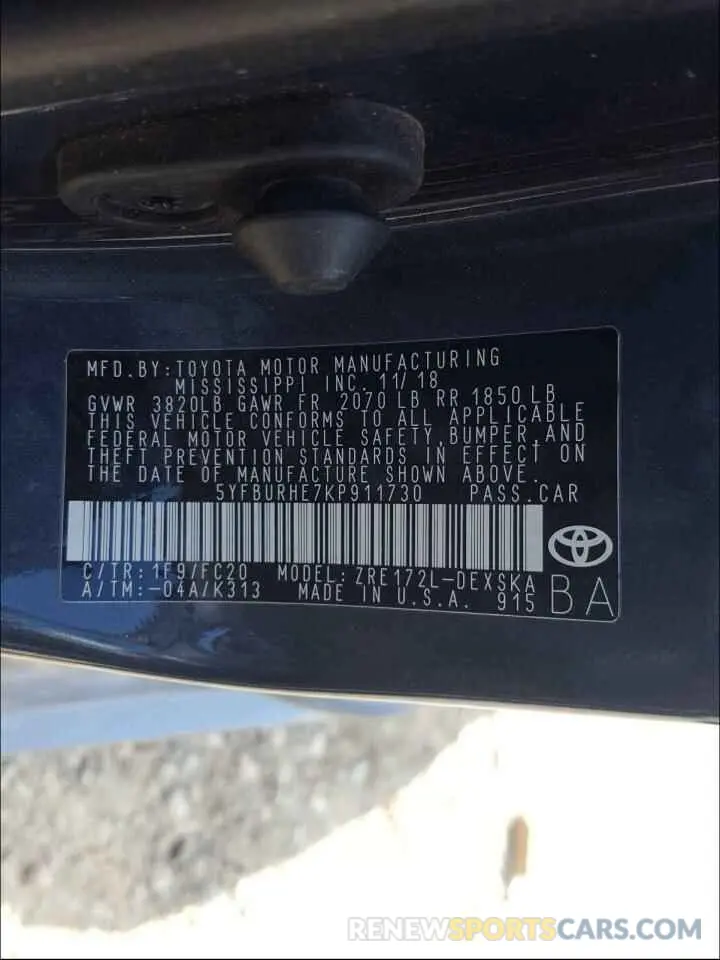 MFD.BY:TOYOTA MOTOR MANUFACTURING
MISSISSIPPI INC. 11/18
GVWR 3820LB GAWR FR 2070 LB RR 1850 LB
THIS VEHICLE CONFORMS TO ALL APPLICABLE
FEDERAL MOTOR VEHICLE SAFETY,BUMPER,AND
THEFT PREVENTION STANDARDS IN EFFECT ON
THE DATE OF MANUFACTURE SHOWN ABOVE.
5YFBURHE7KP911730 PASS.CAR
C/TR:1F9/FC20 MODEL:ZRE172L-DEXSKA
A/TM:-04A/K313 MADE IN U.S.A. 915
BA
RENEWSPORTSCARS.COM